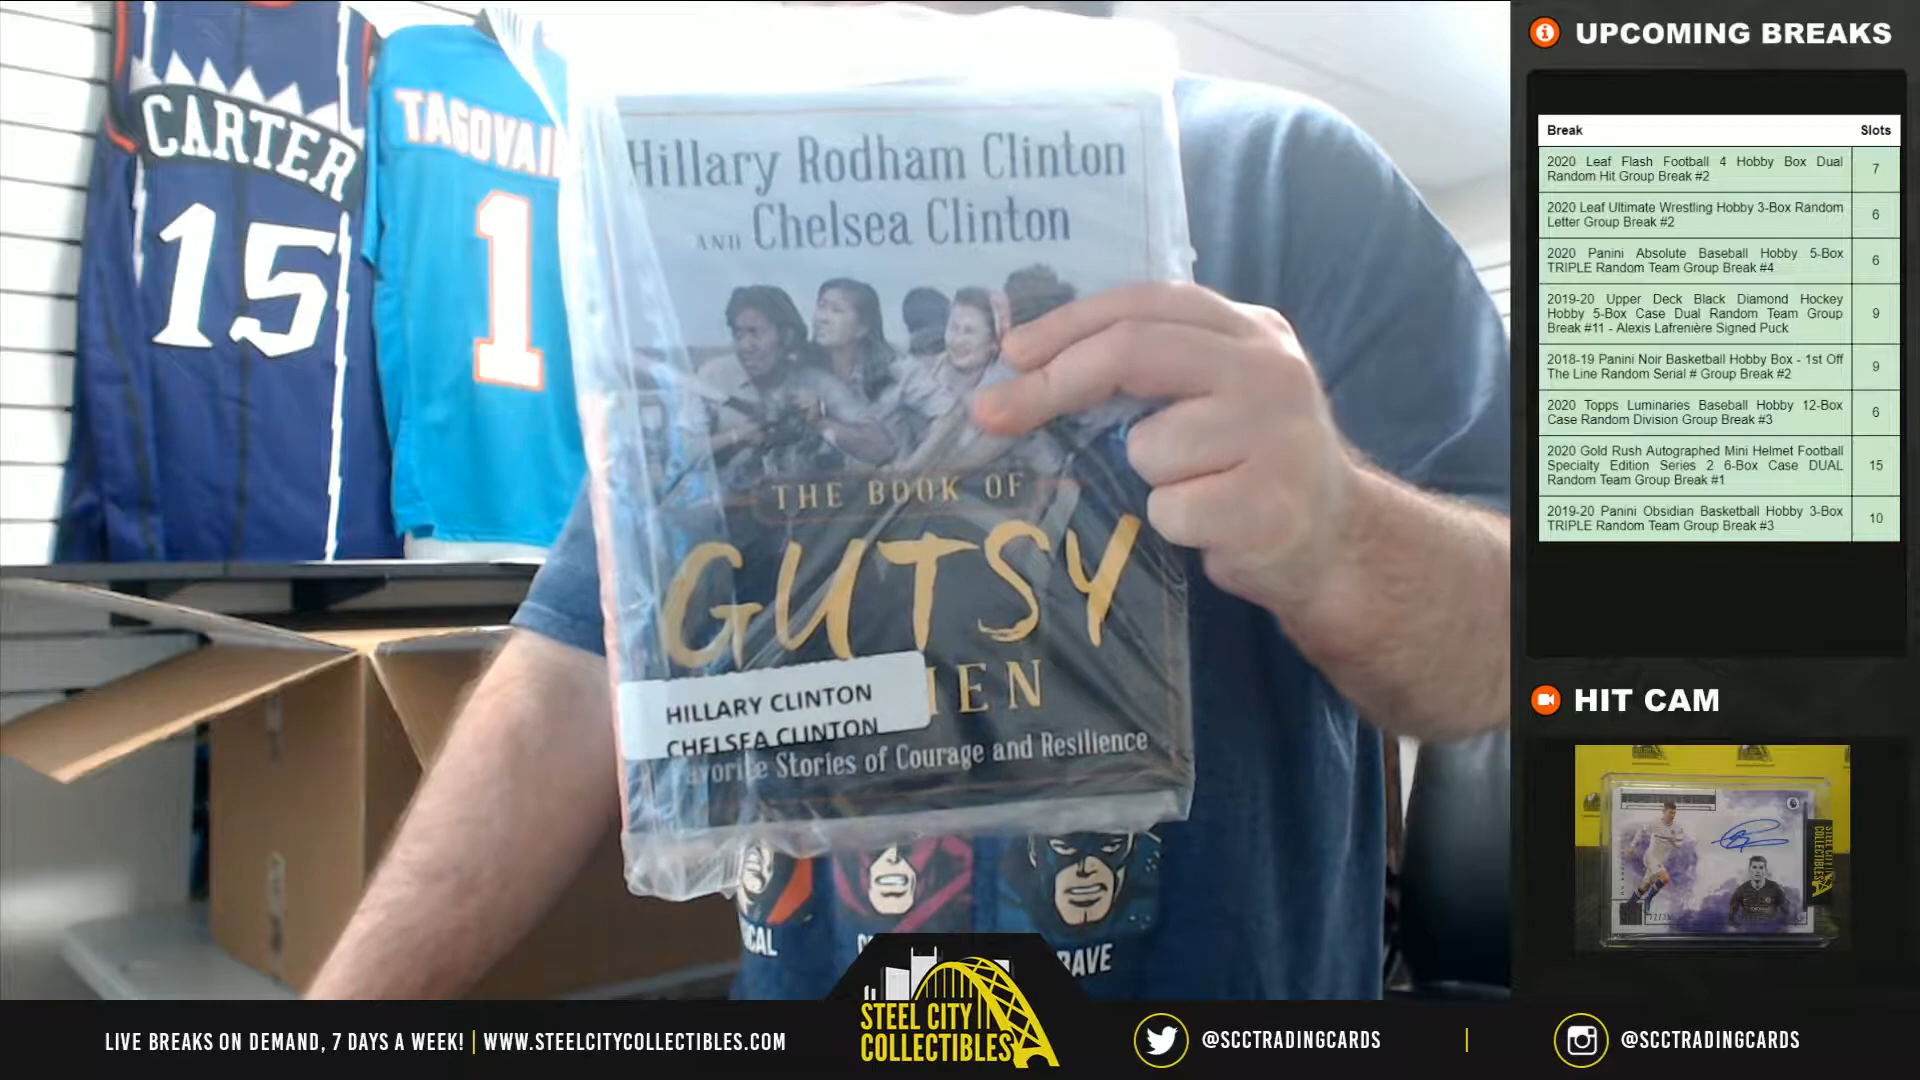 CARTER
15
TAGOVAI
1
Hillary Rodham Clinton
AND Chelsea Clinton
THE BOOK OF
GUTSY
MEN
HILLARY CLINTON
CHELSEA CLINTON
Favorite Stories of Courage and Resilience
ICAL
RAVE
UPCOMING BREAKS
Break Slots
2020 Leaf Flash Football 4 Hobby Box Dual
Random Hit Group Break #2
7
2020 Leaf Ultimate Wrestling Hobby 3-Box Random
Letter Group Break #2
6
2020 Panini Absolute Baseball Hobby 5-Box
TRIPLE Random Team Group Break #4
6
2019-20 Upper Deck Black Diamond Hockey
Hobby 5-Box Case Dual Random Team Group
Break #11 - Alexis Lafrenière Signed Puck
9
2018-19 Panini Noir Basketball Hobby Box - 1st Off
The Line Random Serial # Group Break #2
9
2020 Topps Luminaries Baseball Hobby 12-Box
Case Random Division Group Break #3
6
2020 Gold Rush Autographed Mini Helmet Football
Specialty Edition Series 2 6-Box Case DUAL
Random Team Group Break #1
15
2019-20 Panini Obsidian Basketball Hobby 3-Box
TRIPLE Random Team Group Break #3
10
HIT CAM
STEEL CITY
COLLECTIBLES
LIVE BREAKS ON DEMAND, 7 DAYS A WEEK! | WWW.STEELCITYCOLLECTIBLES.COM
STEEL CITY
COLLECTIBLES
@SCCTRADINGCARDS
@SCCTRADINGCARDS